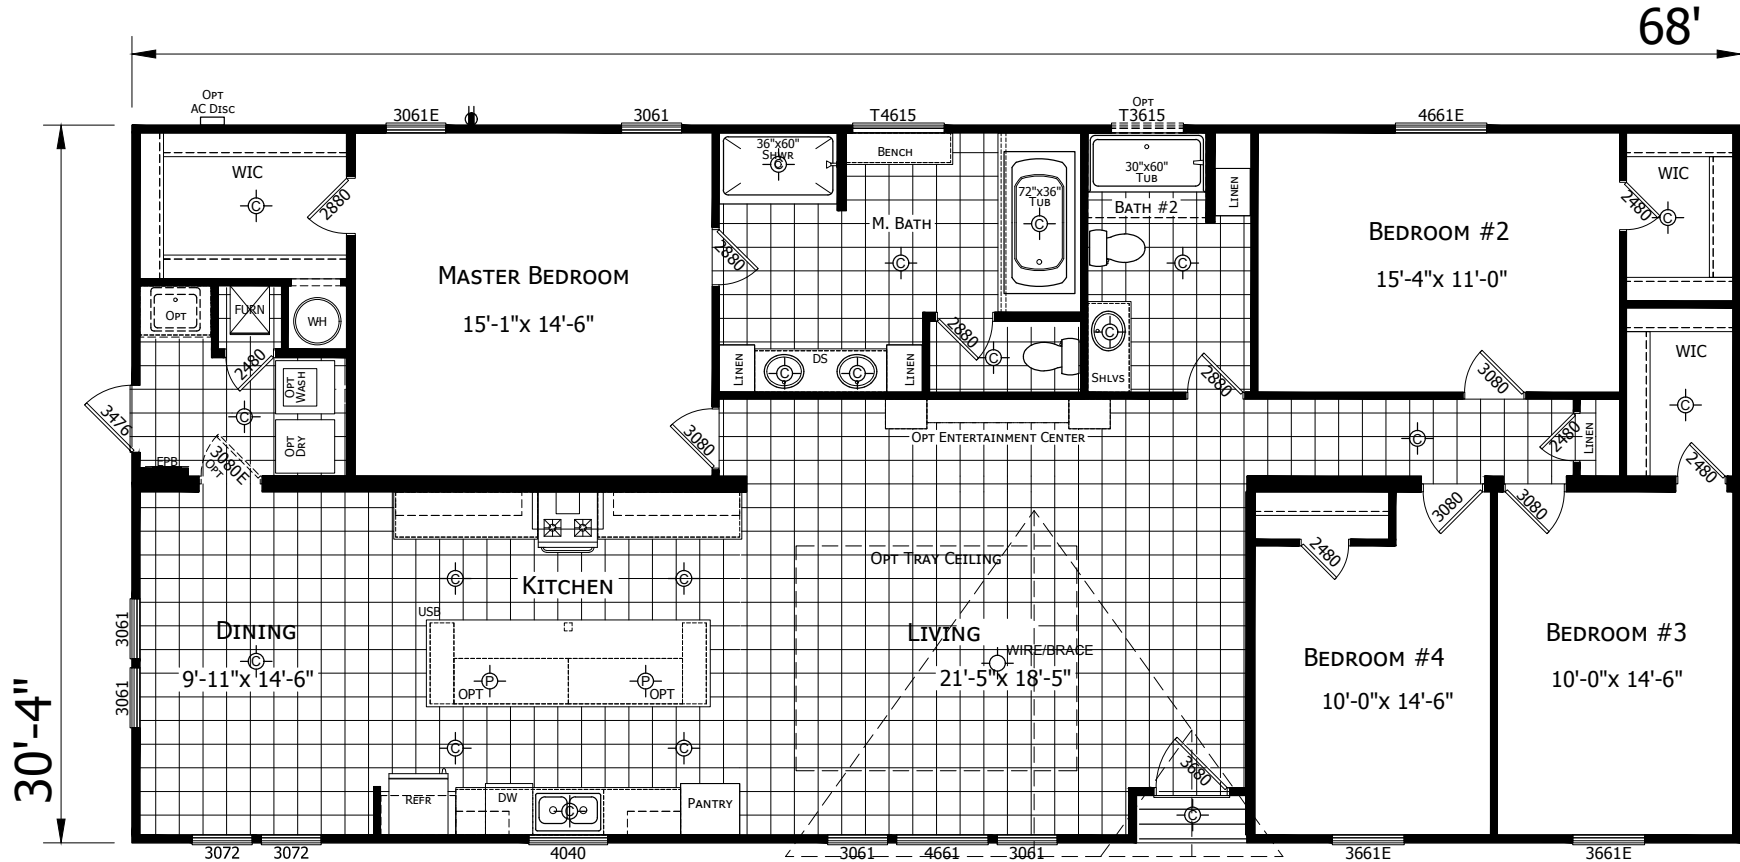 68'
OPT
AC DISC
3061E
3061
T4615
OPT
T3615
4661E
WIC
2880
36"x60"
SHWR
C
BENCH
72"x36"
TUB
C
M. BATH
C
2880
30"x60"
TUB
BATH #2
C
LINEN
BEDROOM #2
15'-4"x 11'-0"
WIC
2480
C
C
MASTER BEDROOM
15'-1"x 14'-6"
OPT
FURN
WH
2480
OPT
WASH
OPT
DRY
C
3476
EPB
3080E
OPT
LINEN
C
DS
C
LINEN
2880
C
C
SHLVS
2880
3080
WIC
C
3080
OPT ENTERTAINMENT CENTER
C
2480
LINEN
2480
3080
3080
2480
KITCHEN
C
C
OPT TRAY CEILING
USB
DINING
C
9'-11"x 14'-6"
3061
3061
P
OPT
P
OPT
LIVING
WIRE/BRACE
21'-5"x 18'-5"
BEDROOM #4
10'-0"x 14'-6"
BEDROOM #3
10'-0"x 14'-6"
30'-4"
C
C
3680
C
REFR
DW
C
PANTRY
3072
3072
4040
3061
4661
3061
3661E
3661E